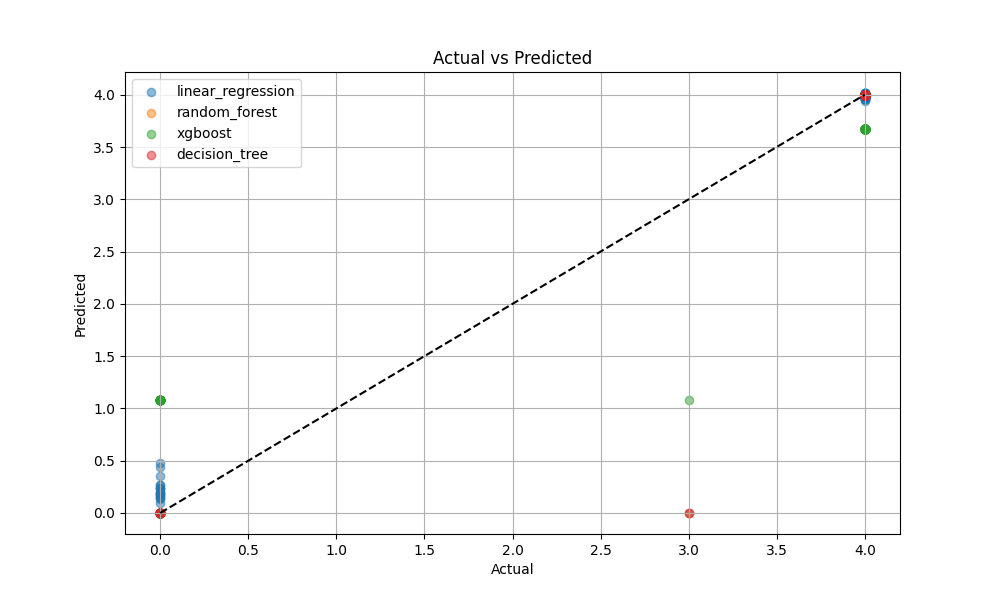 Actual vs Predicted
linear_regression
random_forest
xgboost
decision_tree
4.0
3.5
3.0
2.5
2.0
1.5
1.0
0.5
0.0
Predicted
0.0 0.5 1.0 1.5 2.0 2.5 3.0 3.5 4.0
Actual